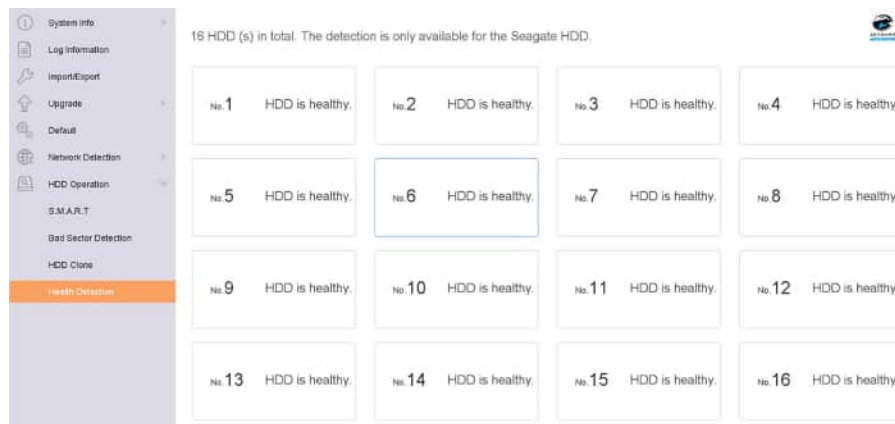 System Info
Log Information
Import/Export
Upgrade
Default
Network Detection
HDD Operation
S.M.A.R.T
Bad Sector Detection
HDD Clone
Health Detection
16 HDD (s) in total. The detection is only available for the Seagate HDD.
No.1 HDD is healthy.
No.2 HDD is healthy.
No.3 HDD is healthy.
No.4 HDD is healthy
No.5 HDD is healthy.
No.6 HDD is healthy.
No.7 HDD is healthy.
No.8 HDD is healthy
No.9 HDD is healthy.
No.10 HDD is healthy.
No.11 HDD is healthy.
No.12 HDD is healthy
No.13 HDD is healthy.
No.14 HDD is healthy.
No.15 HDD is healthy.
No.16 HDD is healthy